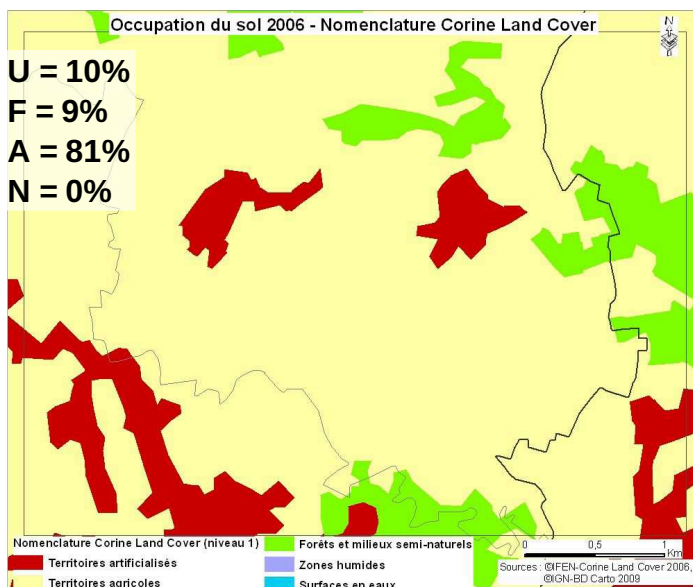 Occupation du sol 2006 - Nomenclature Corine Land Cover
N
U = 10%
F = 9%
A = 81%
N = 0%
Nomenclature Corine Land Cover (niveau 1)
Territoires artificialisés
Territoires agricoles
Forêts et milieux semi-naturels
Zones humides
Surfaces en eaux
0 0,5 1
Km
Sources : ©IFEN-Corine Land Cover 2006,
©IGN-BD Carto 2009